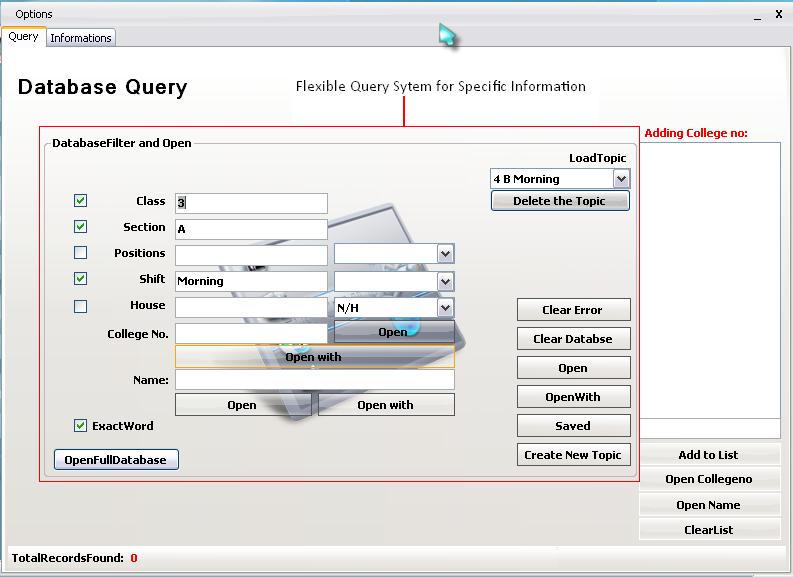 Options
_ X
Query Informations
Database Query
Flexible Query Sytem for Specific Information
Adding College no:
DatabaseFilter and Open
LoadTopic
4 B Morning
Delete the Topic
Class 3
Section A
Positions
Shift Morning
House N/H
College No. Open
Open with
Name:
Open Open with
ExactWord
OpenFullDatabase
Clear Error
Clear Databse
Open
OpenWith
Saved
Create New Topic
Add to List
Open Collegeno
Open Name
ClearList
TotalRecordsFound: 0